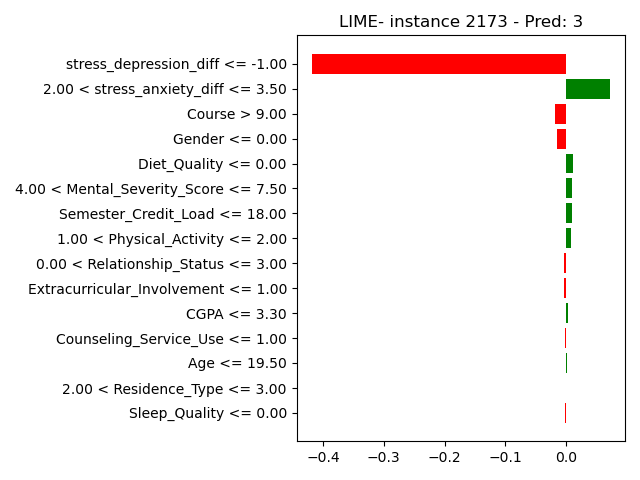 LIME- instance 2173 - Pred: 3
stress_depression_diff <= -1.00
2.00 < stress_anxiety_diff <= 3.50
Course > 9.00
Gender <= 0.00
Diet_Quality <= 0.00
4.00 < Mental_Severity_Score <= 7.50
Semester_Credit_Load <= 18.00
1.00 < Physical_Activity <= 2.00
0.00 < Relationship_Status <= 3.00
Extracurricular_Involvement <= 1.00
CGPA <= 3.30
Counseling_Service_Use <= 1.00
Age <= 19.50
2.00 < Residence_Type <= 3.00
Sleep_Quality <= 0.00
−0.4 −0.3 −0.2 −0.1 0.0